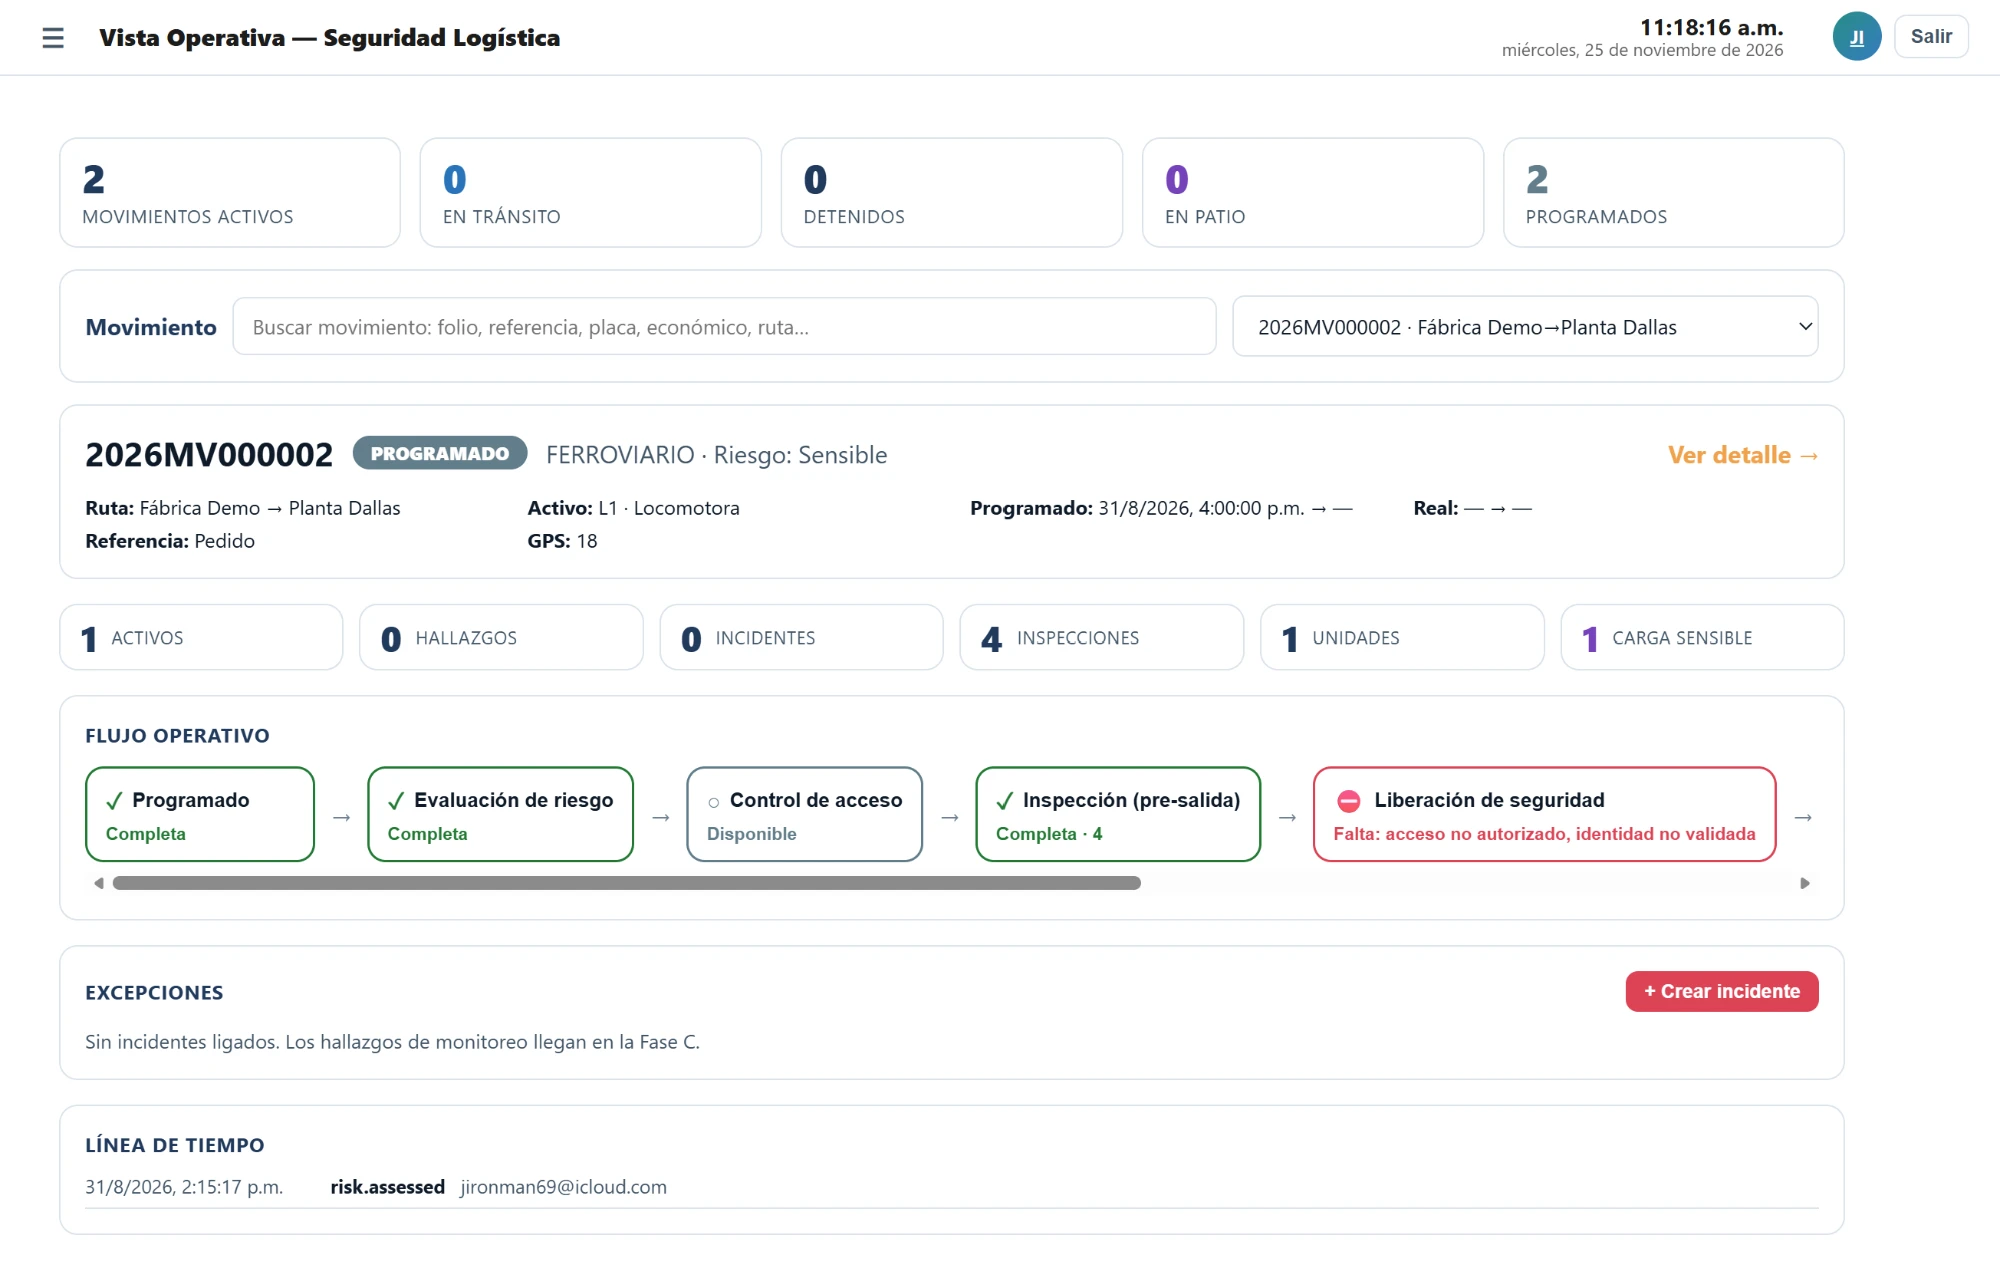 Vista Operativa — Seguridad Logística
11:18:16 a.m.
miércoles, 25 de noviembre de 2026
JI
Salir
2
MOVIMIENTOS ACTIVOS
0
EN TRÁNSITO
0
DETENIDOS
0
EN PATIO
2
PROGRAMADOS
Movimiento
Buscar movimiento: folio, referencia, placa, económico, ruta...
2026MV000002 · Fábrica Demo→Planta Dallas
2026MV000002 PROGRAMADO FERROVIARIO · Riesgo: Sensible
Ver detalle →
Ruta: Fábrica Demo → Planta Dallas
Activo: L1 · Locomotora
Programado: 31/8/2026, 4:00:00 p.m. → —
Real: — → —
Referencia: Pedido
GPS: 18
1 ACTIVOS
0 HALLAZGOS
0 INCIDENTES
4 INSPECCIONES
1 UNIDADES
1 CARGA SENSIBLE
FLUJO OPERATIVO
✓ Programado
Completa
→
✓ Evaluación de riesgo
Completa
→
○ Control de acceso
Disponible
→
✓ Inspección (pre-salida)
Completa · 4
→
⛔ Liberación de seguridad
Falta: acceso no autorizado, identidad no validada
→
EXCEPCIONES
+ Crear incidente
Sin incidentes ligados. Los hallazgos de monitoreo llegan en la Fase C.
LÍNEA DE TIEMPO
31/8/2026, 2:15:17 p.m. risk.assessed jironman69@icloud.com